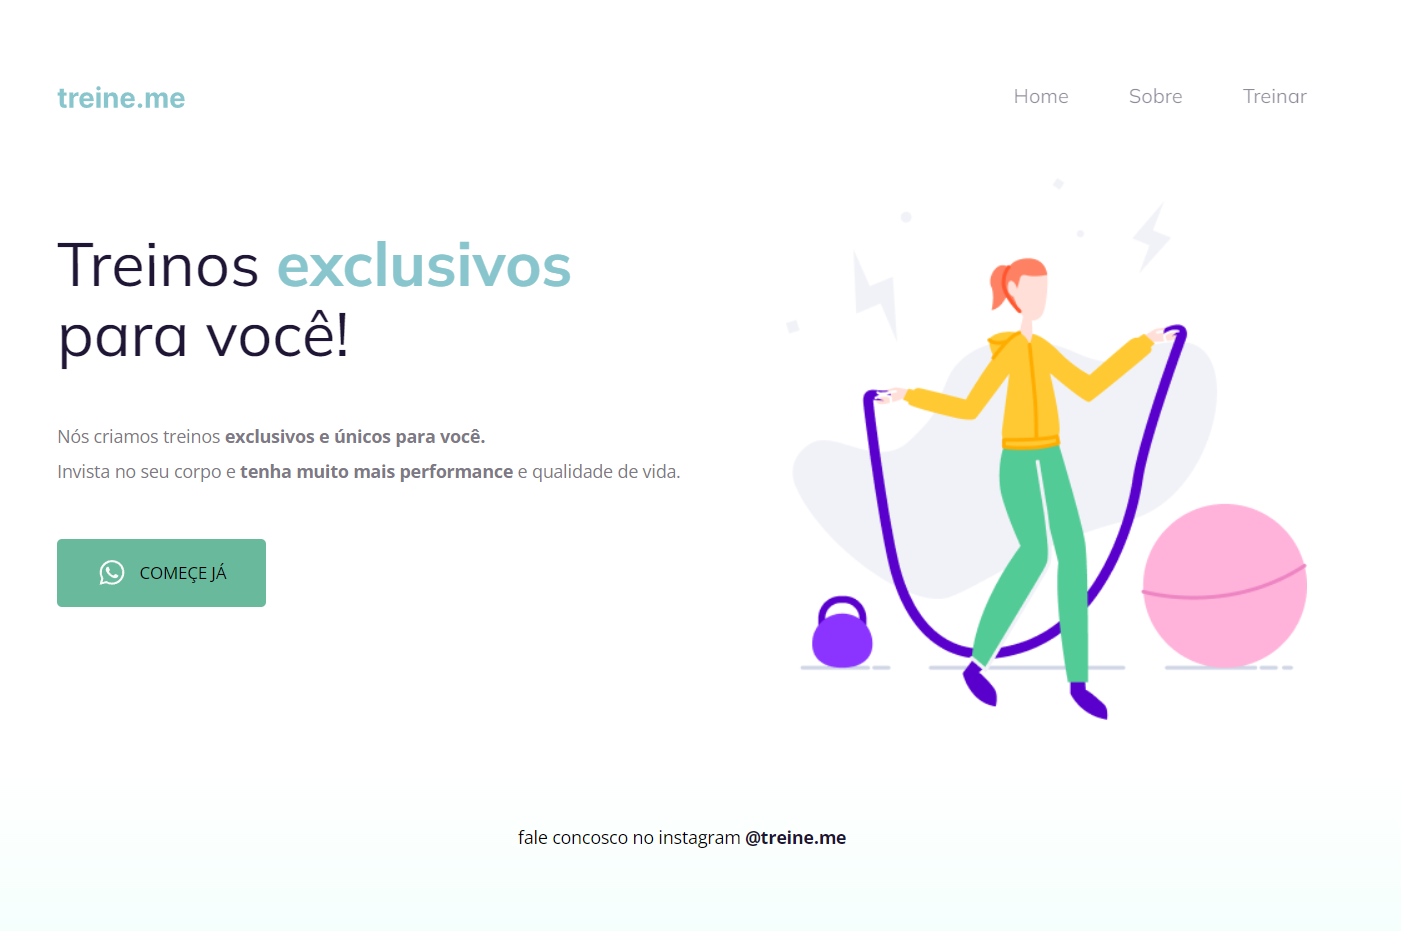 treine.me
Home
Sobre
Treinar
Treinos exclusivos
para você!
Nós criamos treinos exclusivos e únicos para você.
Invista no seu corpo e tenha muito mais performance e qualidade de vida.
COMEÇE JÁ
fale concosco no instagram @treine.me